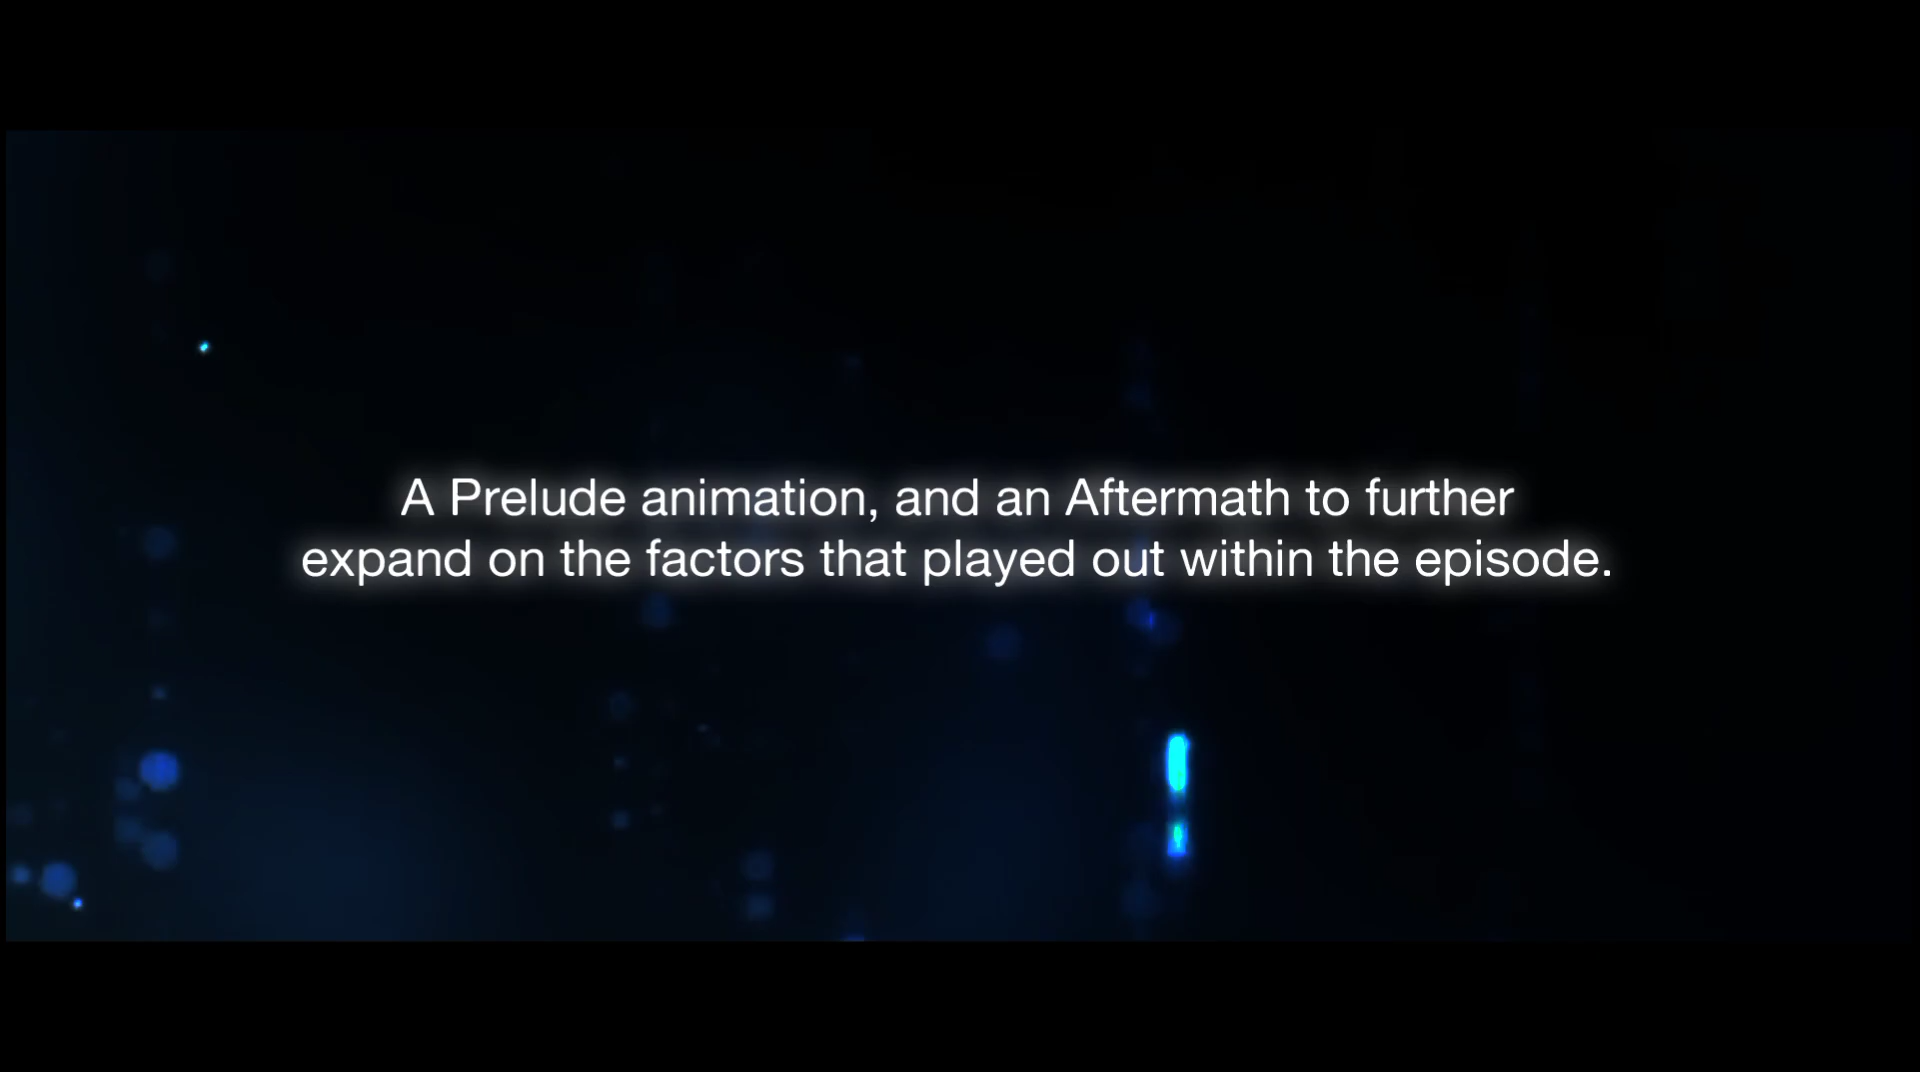 A Prelude animation, and an Aftermath to further
expand on the factors that played out within the episode.